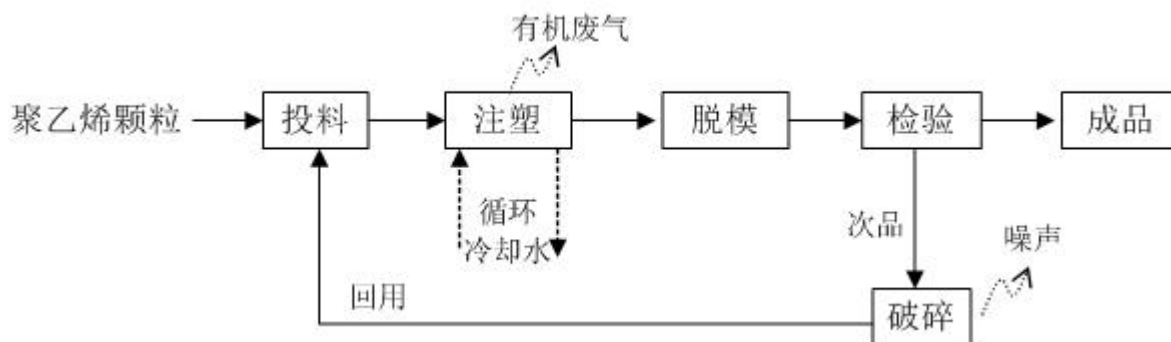 有机废气
聚乙烯颗粒
投料
注塑
脱模
检验
成品
循环
冷却水
次品
噪声
回用
破碎